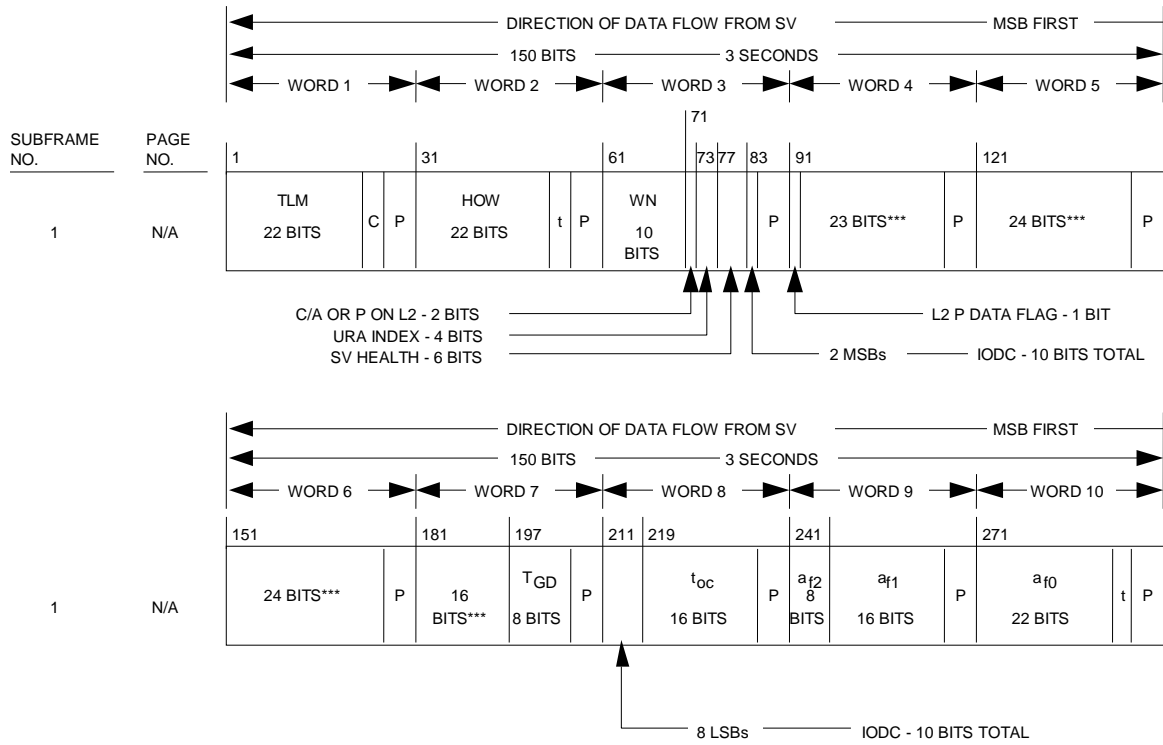 DIRECTION OF DATA FLOW FROM SV MSB FIRST
150 BITS 3 SECONDS
WORD 1 WORD 2 WORD 3 WORD 4 WORD 5
SUBFRAME NO. PAGE NO.
71
1 31 61 73 77 83 91 121
1 N/A
TLM 22 BITS C P
HOW 22 BITS t P
WN 10 BITS P
23 BITS*** P
24 BITS*** P
C/A OR P ON L2 - 2 BITS
URA INDEX - 4 BITS
SV HEALTH - 6 BITS
L2 P DATA FLAG - 1 BIT
2 MSBs IODC - 10 BITS TOTAL
DIRECTION OF DATA FLOW FROM SV MSB FIRST
150 BITS 3 SECONDS
WORD 6 WORD 7 WORD 8 WORD 9 WORD 10
151 181 197 211 219 241 271
1 N/A
24 BITS*** P
16 BITS***
TGD 8 BITS P
toc 16 BITS P
af2 8 BITS
af1 16 BITS P
af0 22 BITS t P
8 LSBs IODC - 10 BITS TOTAL